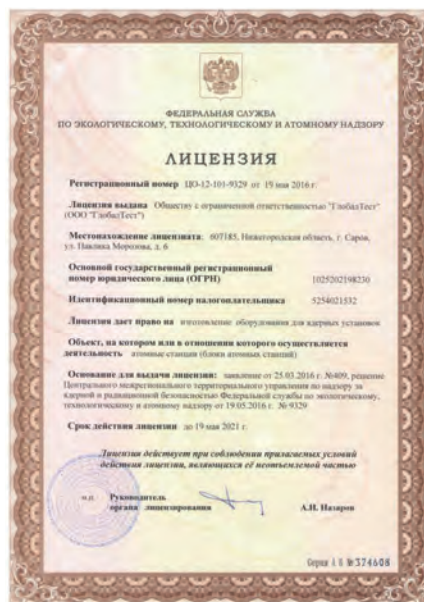 ФЕДЕРАЛЬНАЯ СЛУЖБА
ПО ЭКОЛОГИЧЕСКОМУ, ТЕХНОЛОГИЧЕСКОМУ И АТОМНОМУ НАДЗОРУ
ЛИЦЕНЗИЯ
Регистрационный номер ЦО-12-101-9329 от 19 мая 2016 г.
Лицензия выдана Обществу с ограниченной ответственностью "ГлобалТест"
(ООО "ГлобалТест")
Местонахождение лицензиата: 607185, Нижегородская область, г. Саров,
ул. Павлика Морозова, д. 6
Основной государственный регистрационный
номер юридического лица (ОГРН) 1025202198230
Идентификационный номер налогоплательщика 5254021532
Лицензия дает право на изготовление оборудования для ядерных установок
Объект, на котором или в отношении которого осуществляется
деятельность атомные станции (блоки атомных станций)
Основание для выдачи лицензии: заявление от 25.03.2016 г. №409, решение
Центрального межрегионального территориального управления по надзору за
ядерной и радиационной безопасностью Федеральной службы по экологическому,
технологическому и атомному надзору от 19.05.2016 г. № 9329
Срок действия лицензии до 19 мая 2021 г.
Лицензия действует при соблюдении прилагаемых условий
действия лицензии, являющихся её неотъемлемой частью
М.П. Руководитель
органа лицензирования А.И. Назаров
Серия А В № 374608